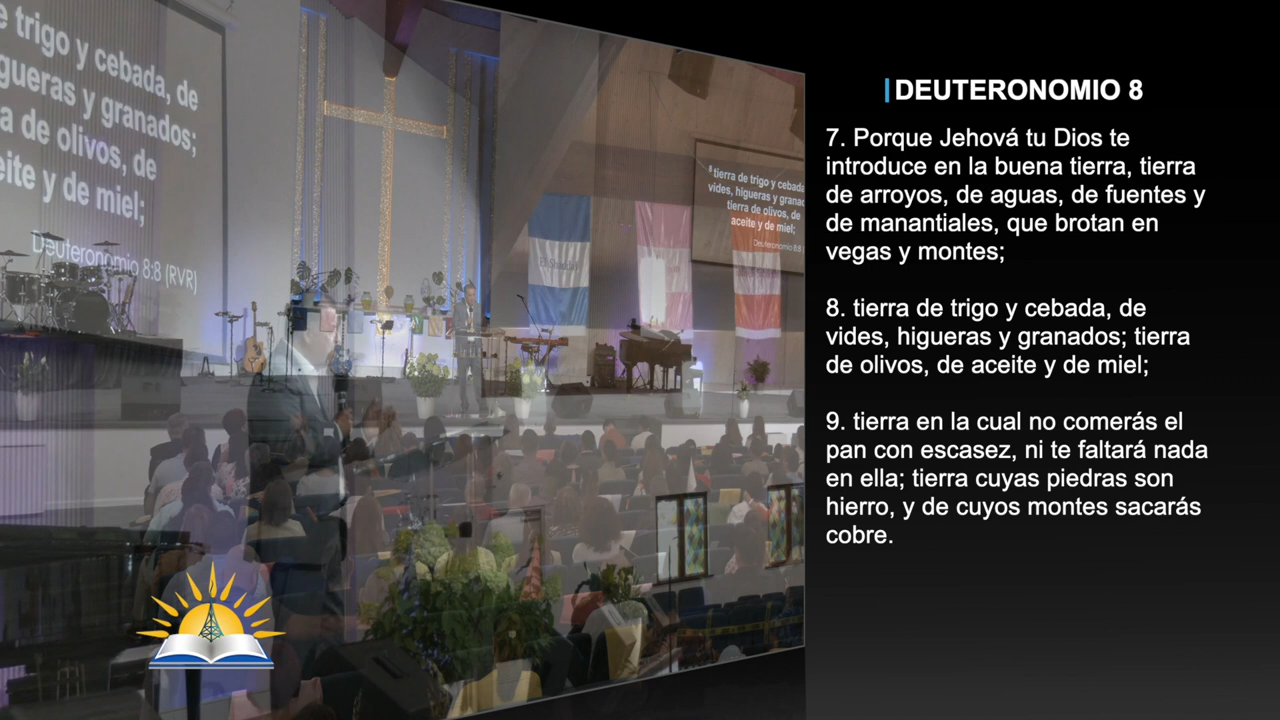 e trigo y cebada, de
gueras y granados;
a de olivos, de
eite y de miel;
Deuteronomio 8:8 (RVR)
8 tierra de trigo y cebada
vides, higueras y granad
tierra de olivos, de
aceite y de miel;
Deuteronomio 8:8
DEUTERONOMIO 8
7. Porque Jehová tu Dios te
introduce en la buena tierra, tierra
de arroyos, de aguas, de fuentes y
de manantiales, que brotan en
vegas y montes;
8. tierra de trigo y cebada, de
vides, higueras y granados; tierra
de olivos, de aceite y de miel;
9. tierra en la cual no comerás el
pan con escasez, ni te faltará nada
en ella; tierra cuyas piedras son
hierro, y de cuyos montes sacarás
cobre.